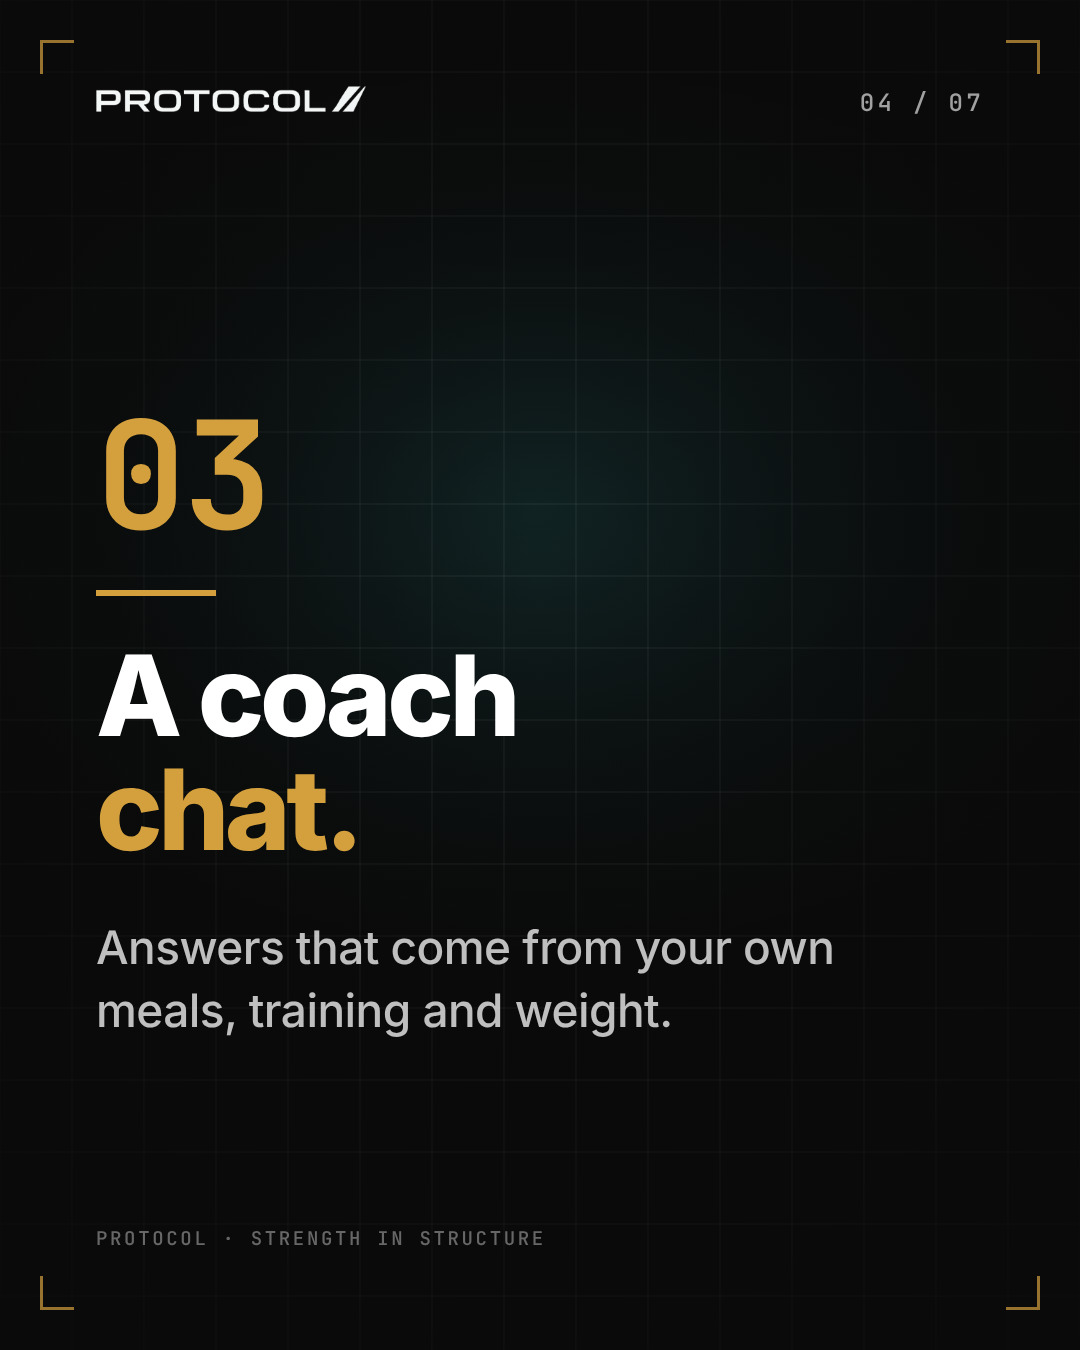 PROTOCOL
04 / 07
03
A coach
chat.
Answers that come from your own
meals, training and weight.
PROTOCOL · STRENGTH IN STRUCTURE